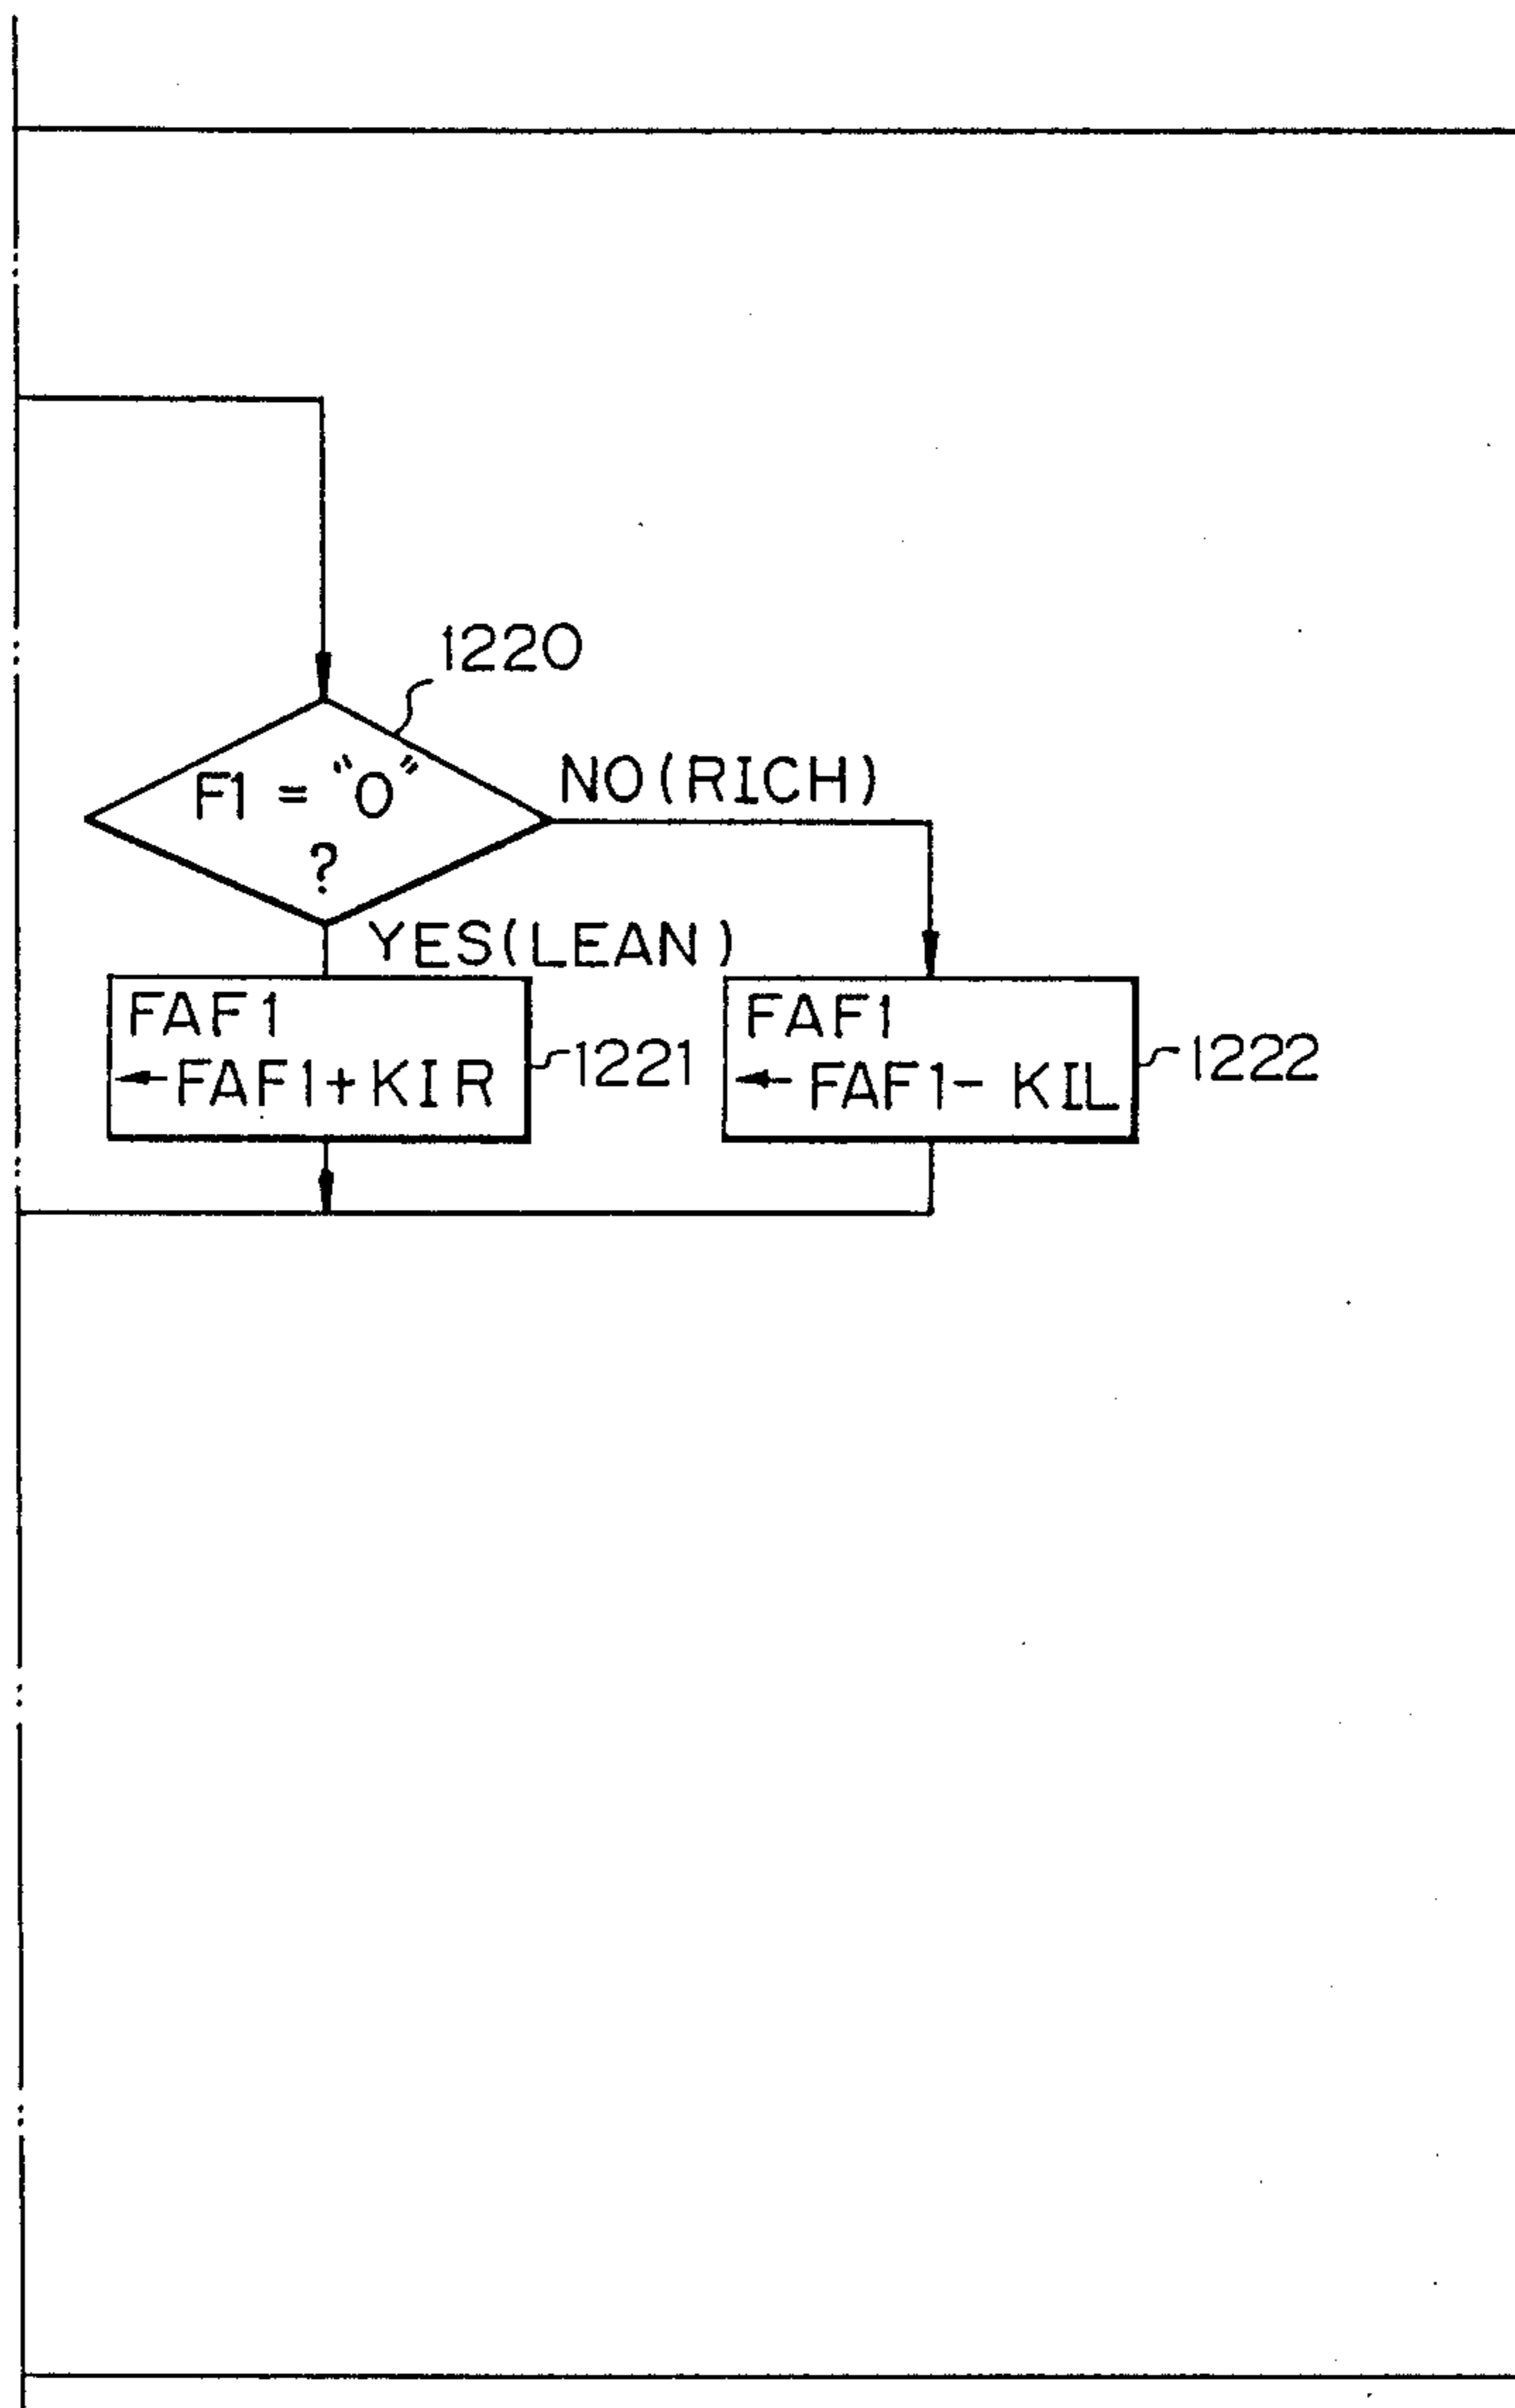 1220
F1 = "0"
?
NO(RICH)
YES(LEAN)
FAF1
←FAF1+KIR
1221
FAF1
← FAF1- KIL
1222